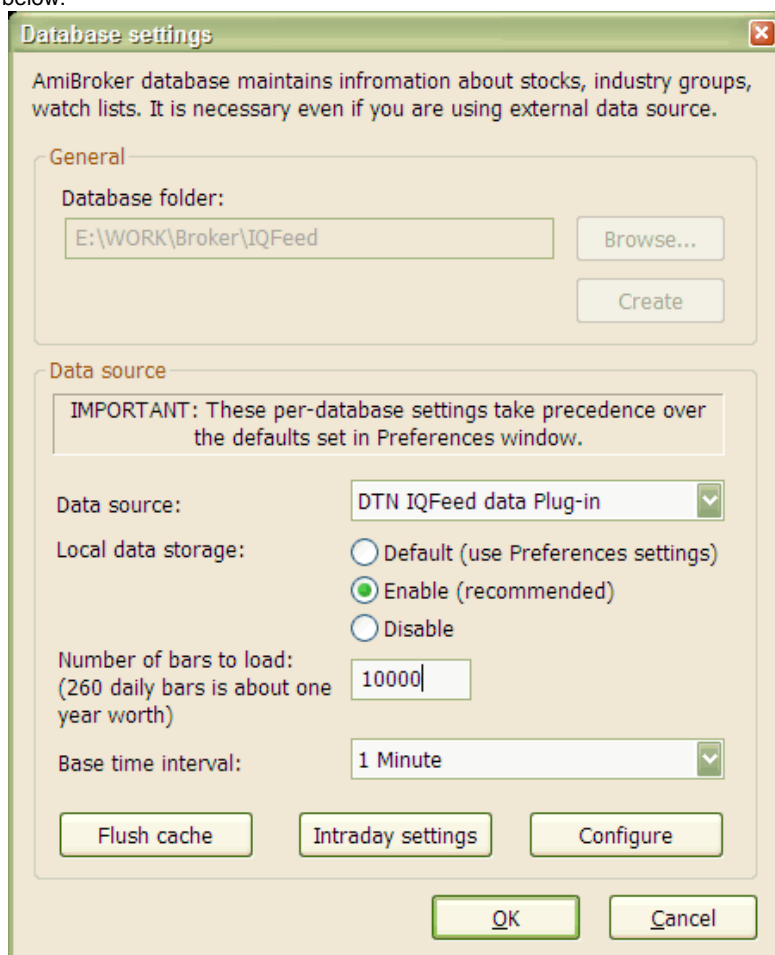 below.
Database settings
AmiBroker database maintains infromation about stocks, industry groups,
watch lists. It is necessary even if you are using external data source.
General
Database folder:
E:\WORK\Broker\IQFeed
Browse...
Create
Data source
IMPORTANT: These per-database settings take precedence over
the defaults set in Preferences window.
Data source:
DTN IQFeed data Plug-in
Local data storage:
Default (use Preferences settings)
Enable (recommended)
Disable
Number of bars to load:
(260 daily bars is about one
year worth)
10000
Base time interval:
1 Minute
Flush cache
Intraday settings
Configure
OK
Cancel